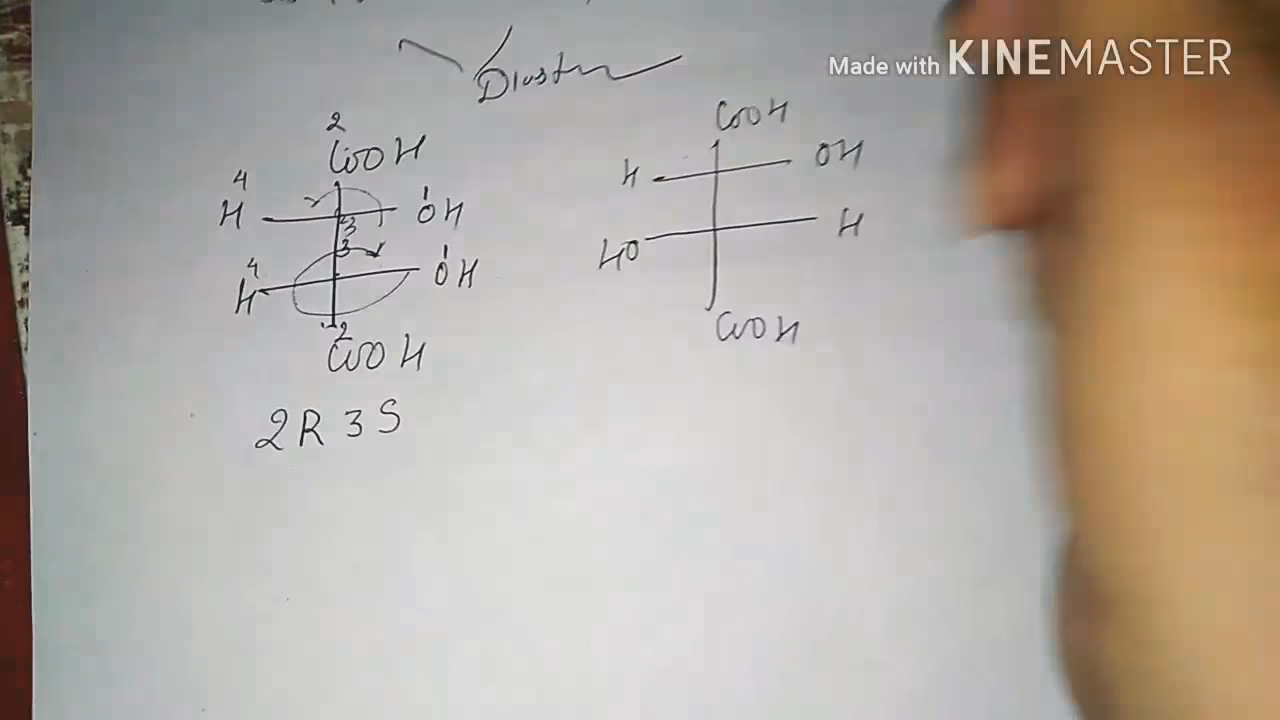 Made with KINEMASTER
Diaster
2
COOH
4
H
1
OH
3
3
4
H
1
OH
2
COOH
2R 3S
COOH
H OH
HO H
COOH